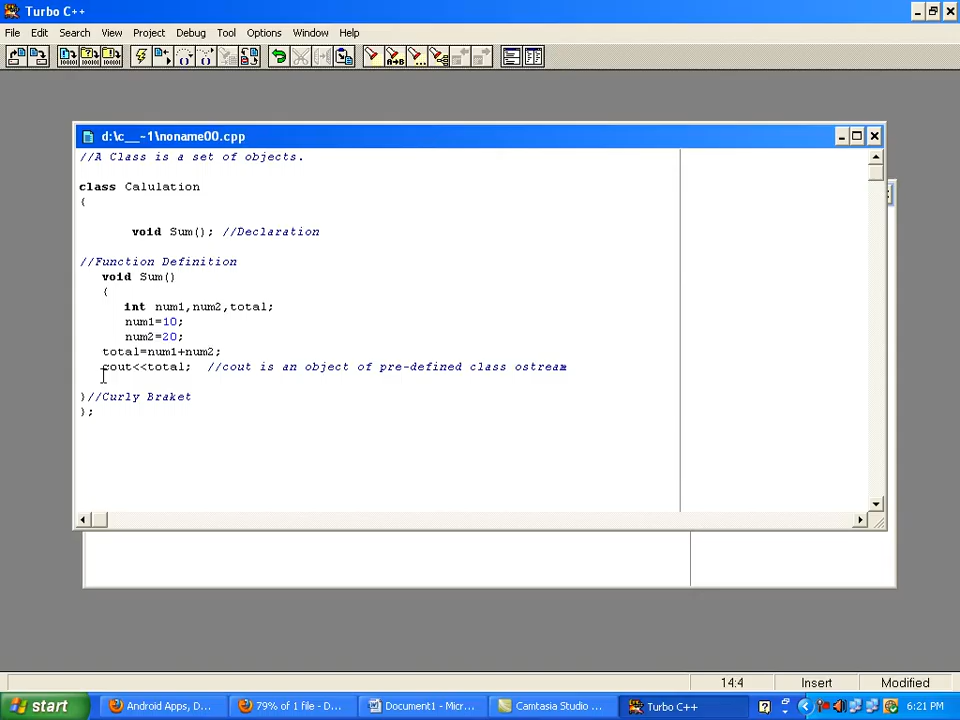 Turbo C++
File Edit Search View Project Debug Tool Options Window Help
d:\c__-1\noname00.cpp
//A Class is a set of objects.
class Calulation
{
void Sum(); //Declaration
//Function Definition
void Sum()
{
int num1,num2,total;
num1=10;
num2=20;
total=num1+num2;
cout<<total; //cout is an object of pre-defined class ostream
}//Curly Braket
};
14:4 Insert Modified
start Android Apps, D... 79% of 1 file - D... Document1 - Micr... Camtasia Studio ... Turbo C++ 6:21 PM